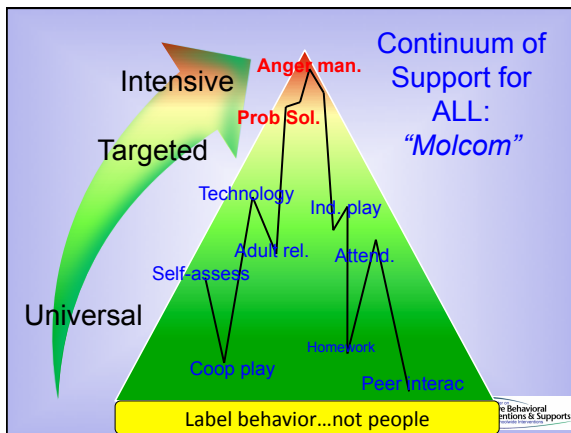 Continuum of
Support for
ALL:
“Molcom”
Intensive
Targeted
Universal
Anger man.
Prob Sol.
Technology
Ind. play
Adult rel.
Attend.
Self-assess
Homework
Coop play
Peer interac
Label behavior…not people
Behavioral
& Supports